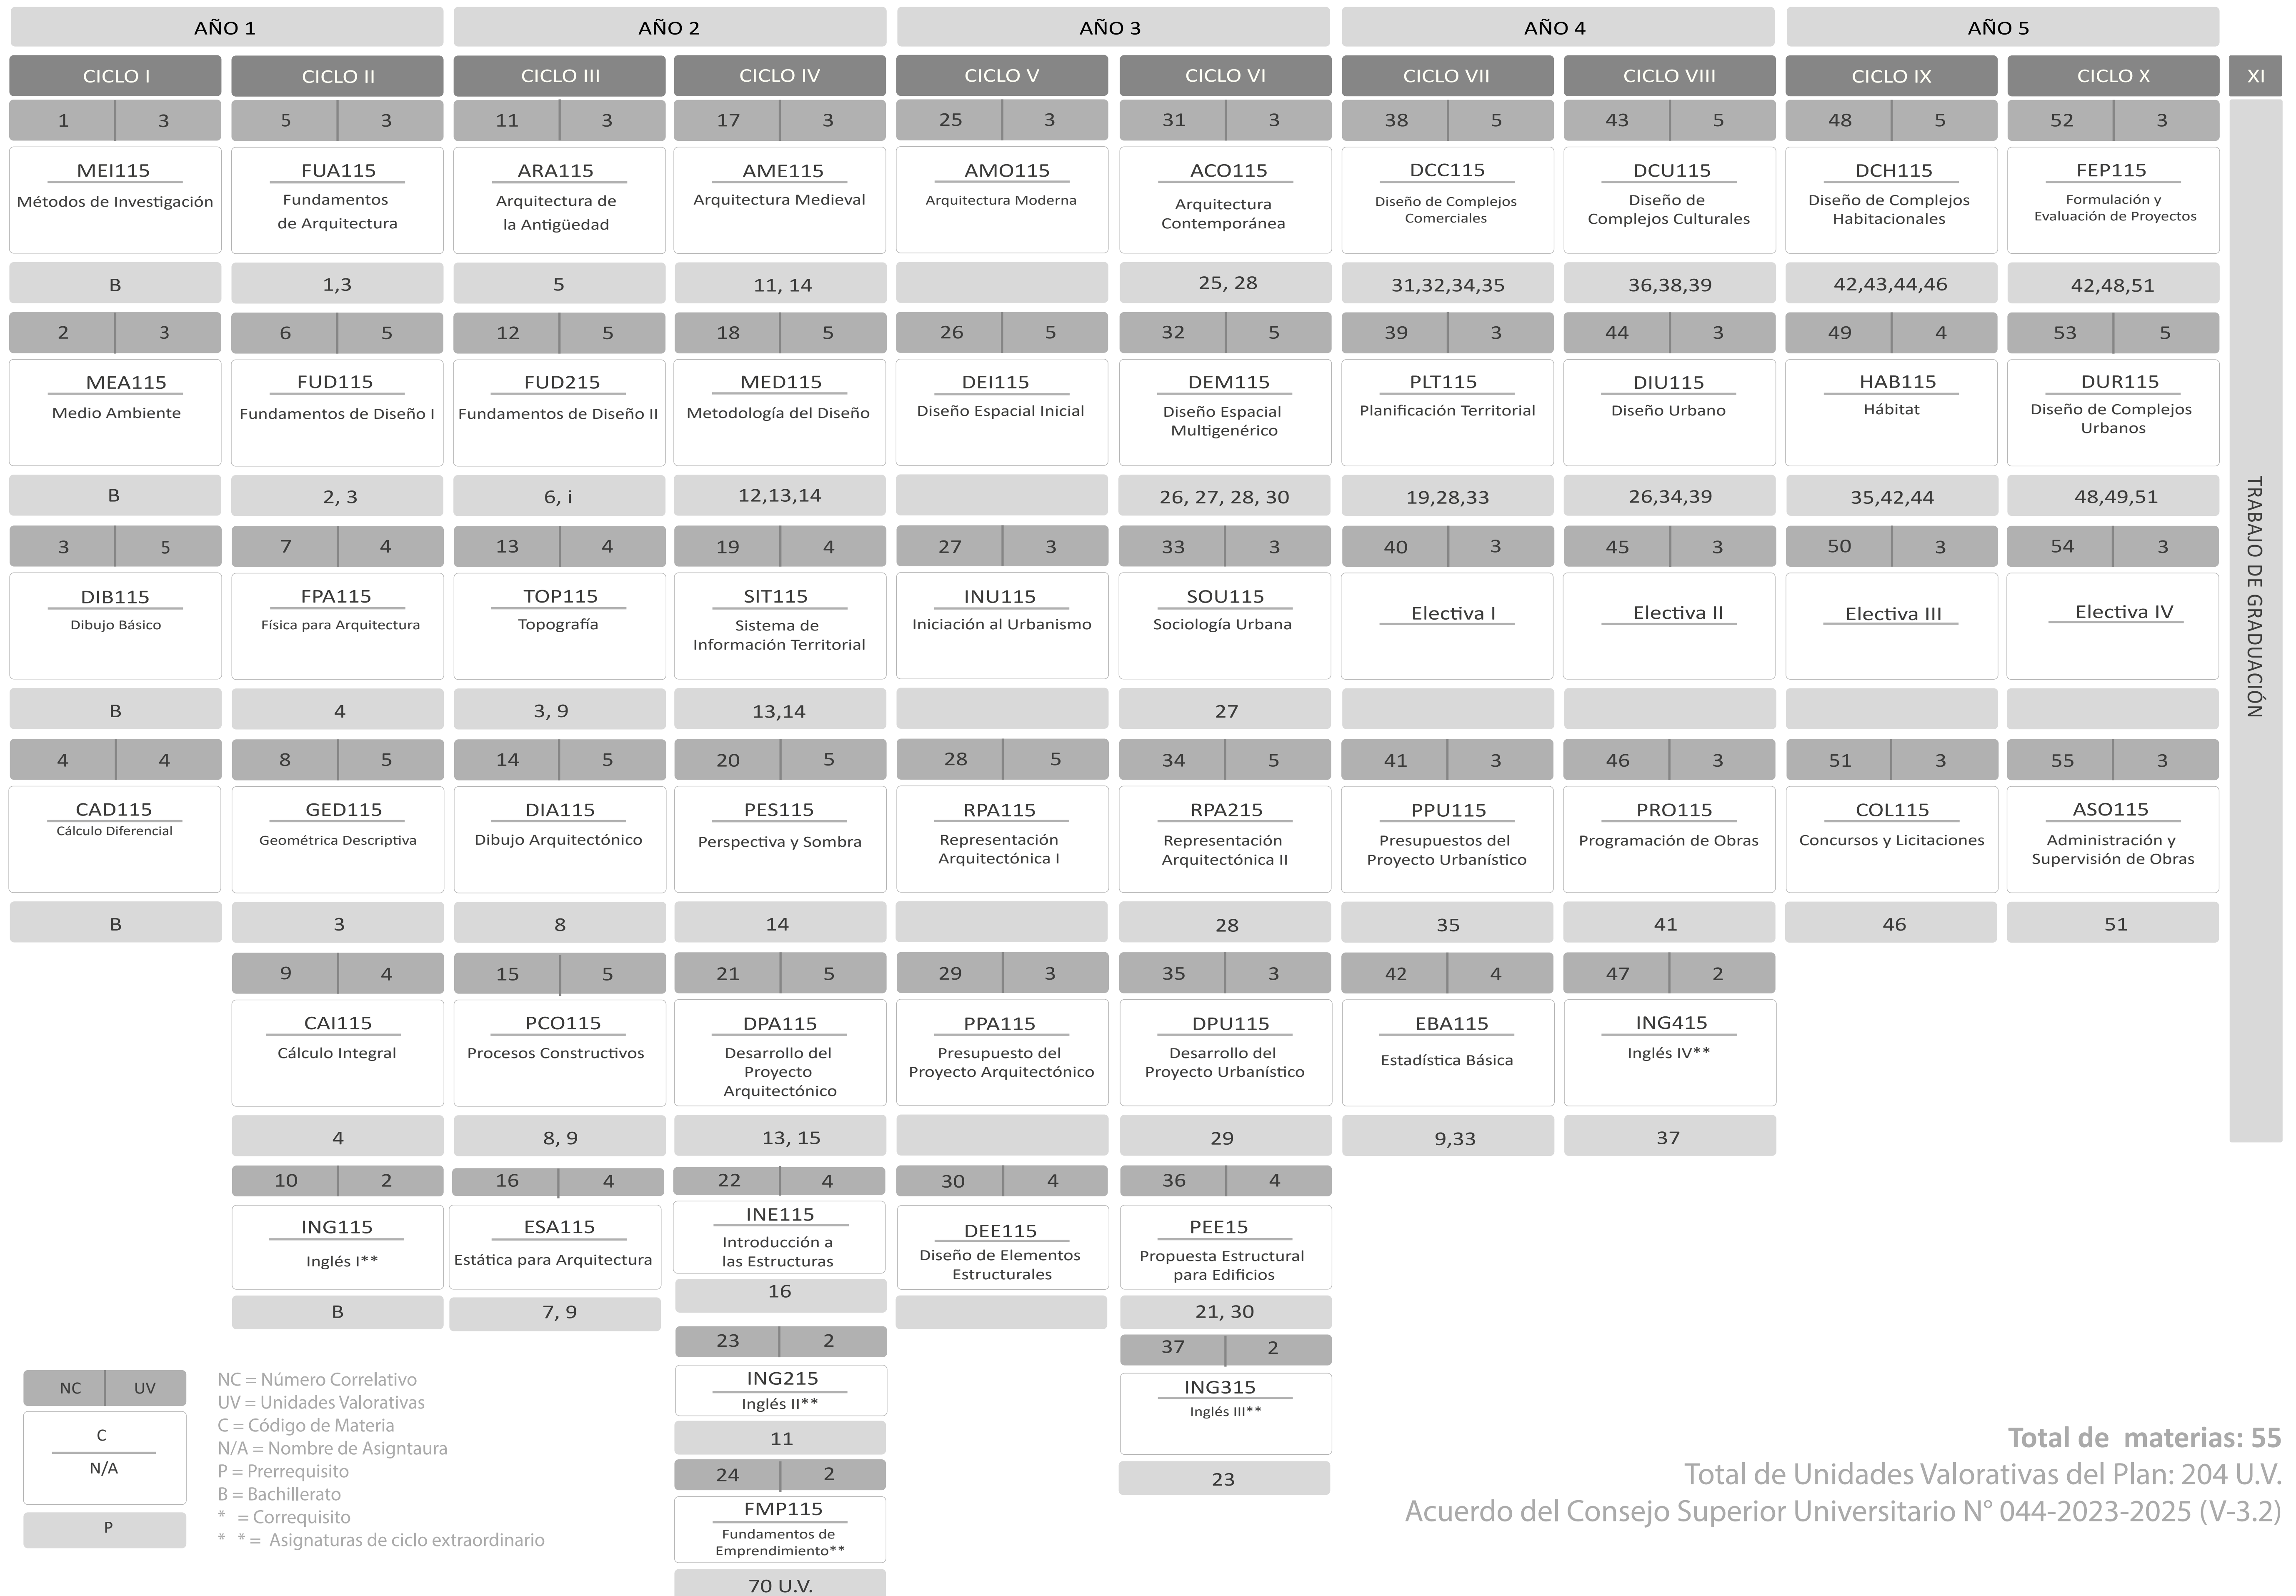 AÑO 1
AÑO 2
AÑO 3
AÑO 4
AÑO 5
CICLO I
CICLO II
CICLO III
CICLO IV
CICLO V
CICLO VI
CICLO VII
CICLO VIII
CICLO IX
CICLO X
XI
1 3
5 3
11 3
17 3
25 3
31 3
38 5
43 5
48 5
52 3
MEI115
Métodos de Investigación
FUA115
Fundamentos
de Arquitectura
ARA115
Arquitectura de
la Antigüedad
AME115
Arquitectura Medieval
AMO115
Arquitectura Moderna
ACO115
Arquitectura
Contemporánea
DCC115
Diseño de Complejos
Comerciales
DCU115
Diseño de
Complejos Culturales
DCH115
Diseño de Complejos
Habitacionales
FEP115
Formulación y
Evaluación de Proyectos
B
1,3
5
11, 14
25, 28
31,32,34,35
36,38,39
42,43,44,46
42,48,51
2 3
6 5
12 5
18 5
26 5
32 5
39 3
44 3
49 4
53 5
MEA115
Medio Ambiente
FUD115
Fundamentos de Diseño I
FUD215
Fundamentos de Diseño II
MED115
Metodología del Diseño
DEI115
Diseño Espacial Inicial
DEM115
Diseño Espacial
Multigenérico
PLT115
Planificación Territorial
DIU115
Diseño Urbano
HAB115
Hábitat
DUR115
Diseño de Complejos
Urbanos
B
2, 3
6, i
12,13,14
26, 27, 28, 30
19,28,33
26,34,39
35,42,44
48,49,51
3 5
7 4
13 4
19 4
27 3
33 3
40 3
45 3
50 3
54 3
DIB115
Dibujo Básico
FPA115
Física para Arquitectura
TOP115
Topografía
SIT115
Sistema de
Información Territorial
INU115
Iniciación al Urbanismo
SOU115
Sociología Urbana
Electiva I
Electiva II
Electiva III
Electiva IV
TRABAJO DE GRADUACIÓN
B
4
3, 9
13,14
27
4 4
8 5
14 5
20 5
28 5
34 5
41 3
46 3
51 3
55 3
CAD115
Cálculo Diferencial
GED115
Geométrica Descriptiva
DIA115
Dibujo Arquitectónico
PES115
Perspectiva y Sombra
RPA115
Representación
Arquitectónica I
RPA215
Representación
Arquitectónica II
PPU115
Presupuestos del
Proyecto Urbanístico
PRO115
Programación de Obras
COL115
Concursos y Licitaciones
ASO115
Administración y
Supervisión de Obras
B
3
8
14
28
35
41
46
51
9 4
15 5
21 5
29 3
35 3
42 4
47 2
CAI115
Cálculo Integral
PCO115
Procesos Constructivos
DPA115
Desarrollo del
Proyecto
Arquitectónico
PPA115
Presupuesto del
Proyecto Arquitectónico
DPU115
Desarrollo del
Proyecto Urbanístico
EBA115
Estadística Básica
ING415
Inglés IV**
4
8, 9
13, 15
29
9,33
37
10 2
16 4
22 4
30 4
36 4
ING115
Inglés I**
ESA115
Estática para Arquitectura
INE115
Introducción a
las Estructuras
DEE115
Diseño de Elementos
Estructurales
PEE15
Propuesta Estructural
para Edificios
B
7, 9
16
21, 30
23 2
37 2
ING215
Inglés II**
ING315
Inglés III**
11
23
24 2
FMP115
Fundamentos de
Emprendimiento**
70 U.V.
NC UV
C
N/A
P
NC = Número Correlativo
UV = Unidades Valorativas
C = Código de Materia
N/A = Nombre de Asigntaura
P = Prerrequisito
B = Bachillerato
* = Correquisito
* * = Asignaturas de ciclo extraordinario
Total de materias: 55
Total de Unidades Valorativas del Plan: 204 U.V.
Acuerdo del Consejo Superior Universitario N° 044-2023-2025 (V-3.2)